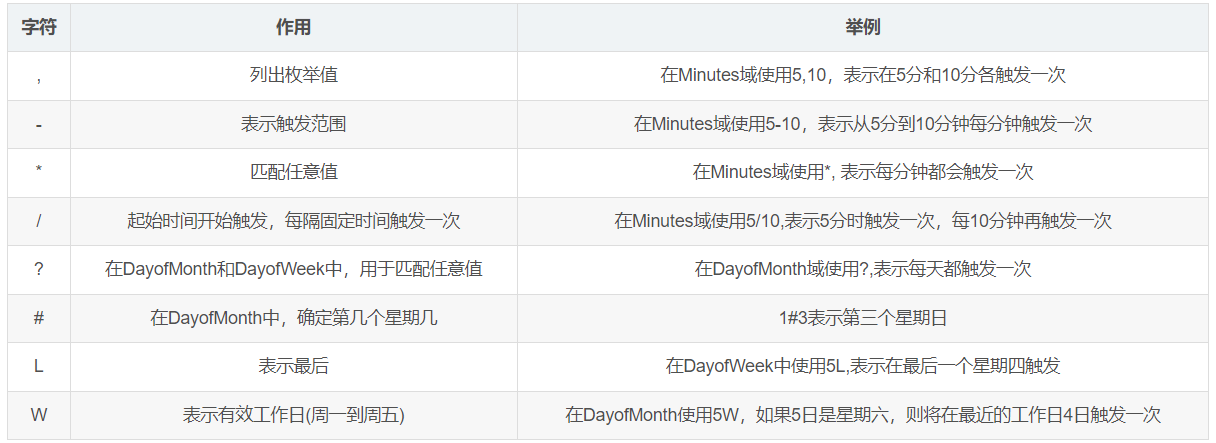 字符 作用 举例
, 列出枚举值 在Minutes域使用5,10，表示在5分和10分各触发一次
- 表示触发范围 在Minutes域使用5-10，表示从5分到10分钟每分钟触发一次
* 匹配任意值 在Minutes域使用*, 表示每分钟都会触发一次
/ 起始时间开始触发，每隔固定时间触发一次 在Minutes域使用5/10,表示5分时触发一次，每10分钟再触发一次
? 在DayofMonth和DayofWeek中，用于匹配任意值 在DayofMonth域使用?,表示每天都触发一次
# 在DayofMonth中，确定第几个星期几 1#3表示第三个星期日
L 表示最后 在DayofWeek中使用5L,表示在最后一个星期四触发
W 表示有效工作日(周一到周五) 在DayofMonth使用5W，如果5日是星期六，则将在最近的工作日4日触发一次